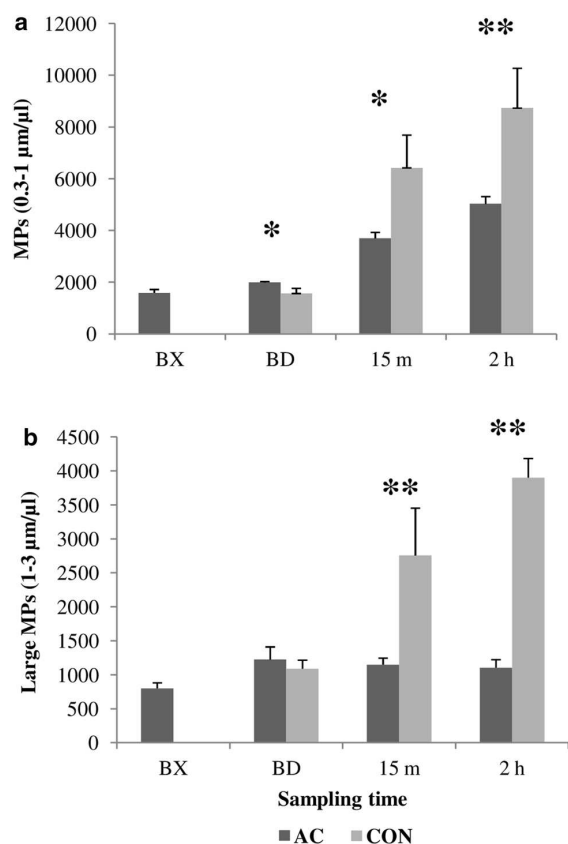 a
MPs (0.3-1 µm/µl)
12000
10000
8000
6000
4000
2000
0
*
*
**
BX BD 15 m 2 h
b
Large MPs (1-3 µm/µl)
4500
4000
3500
3000
2500
2000
1500
1000
500
0
**
**
BX BD 15 m 2 h
Sampling time
AC CON